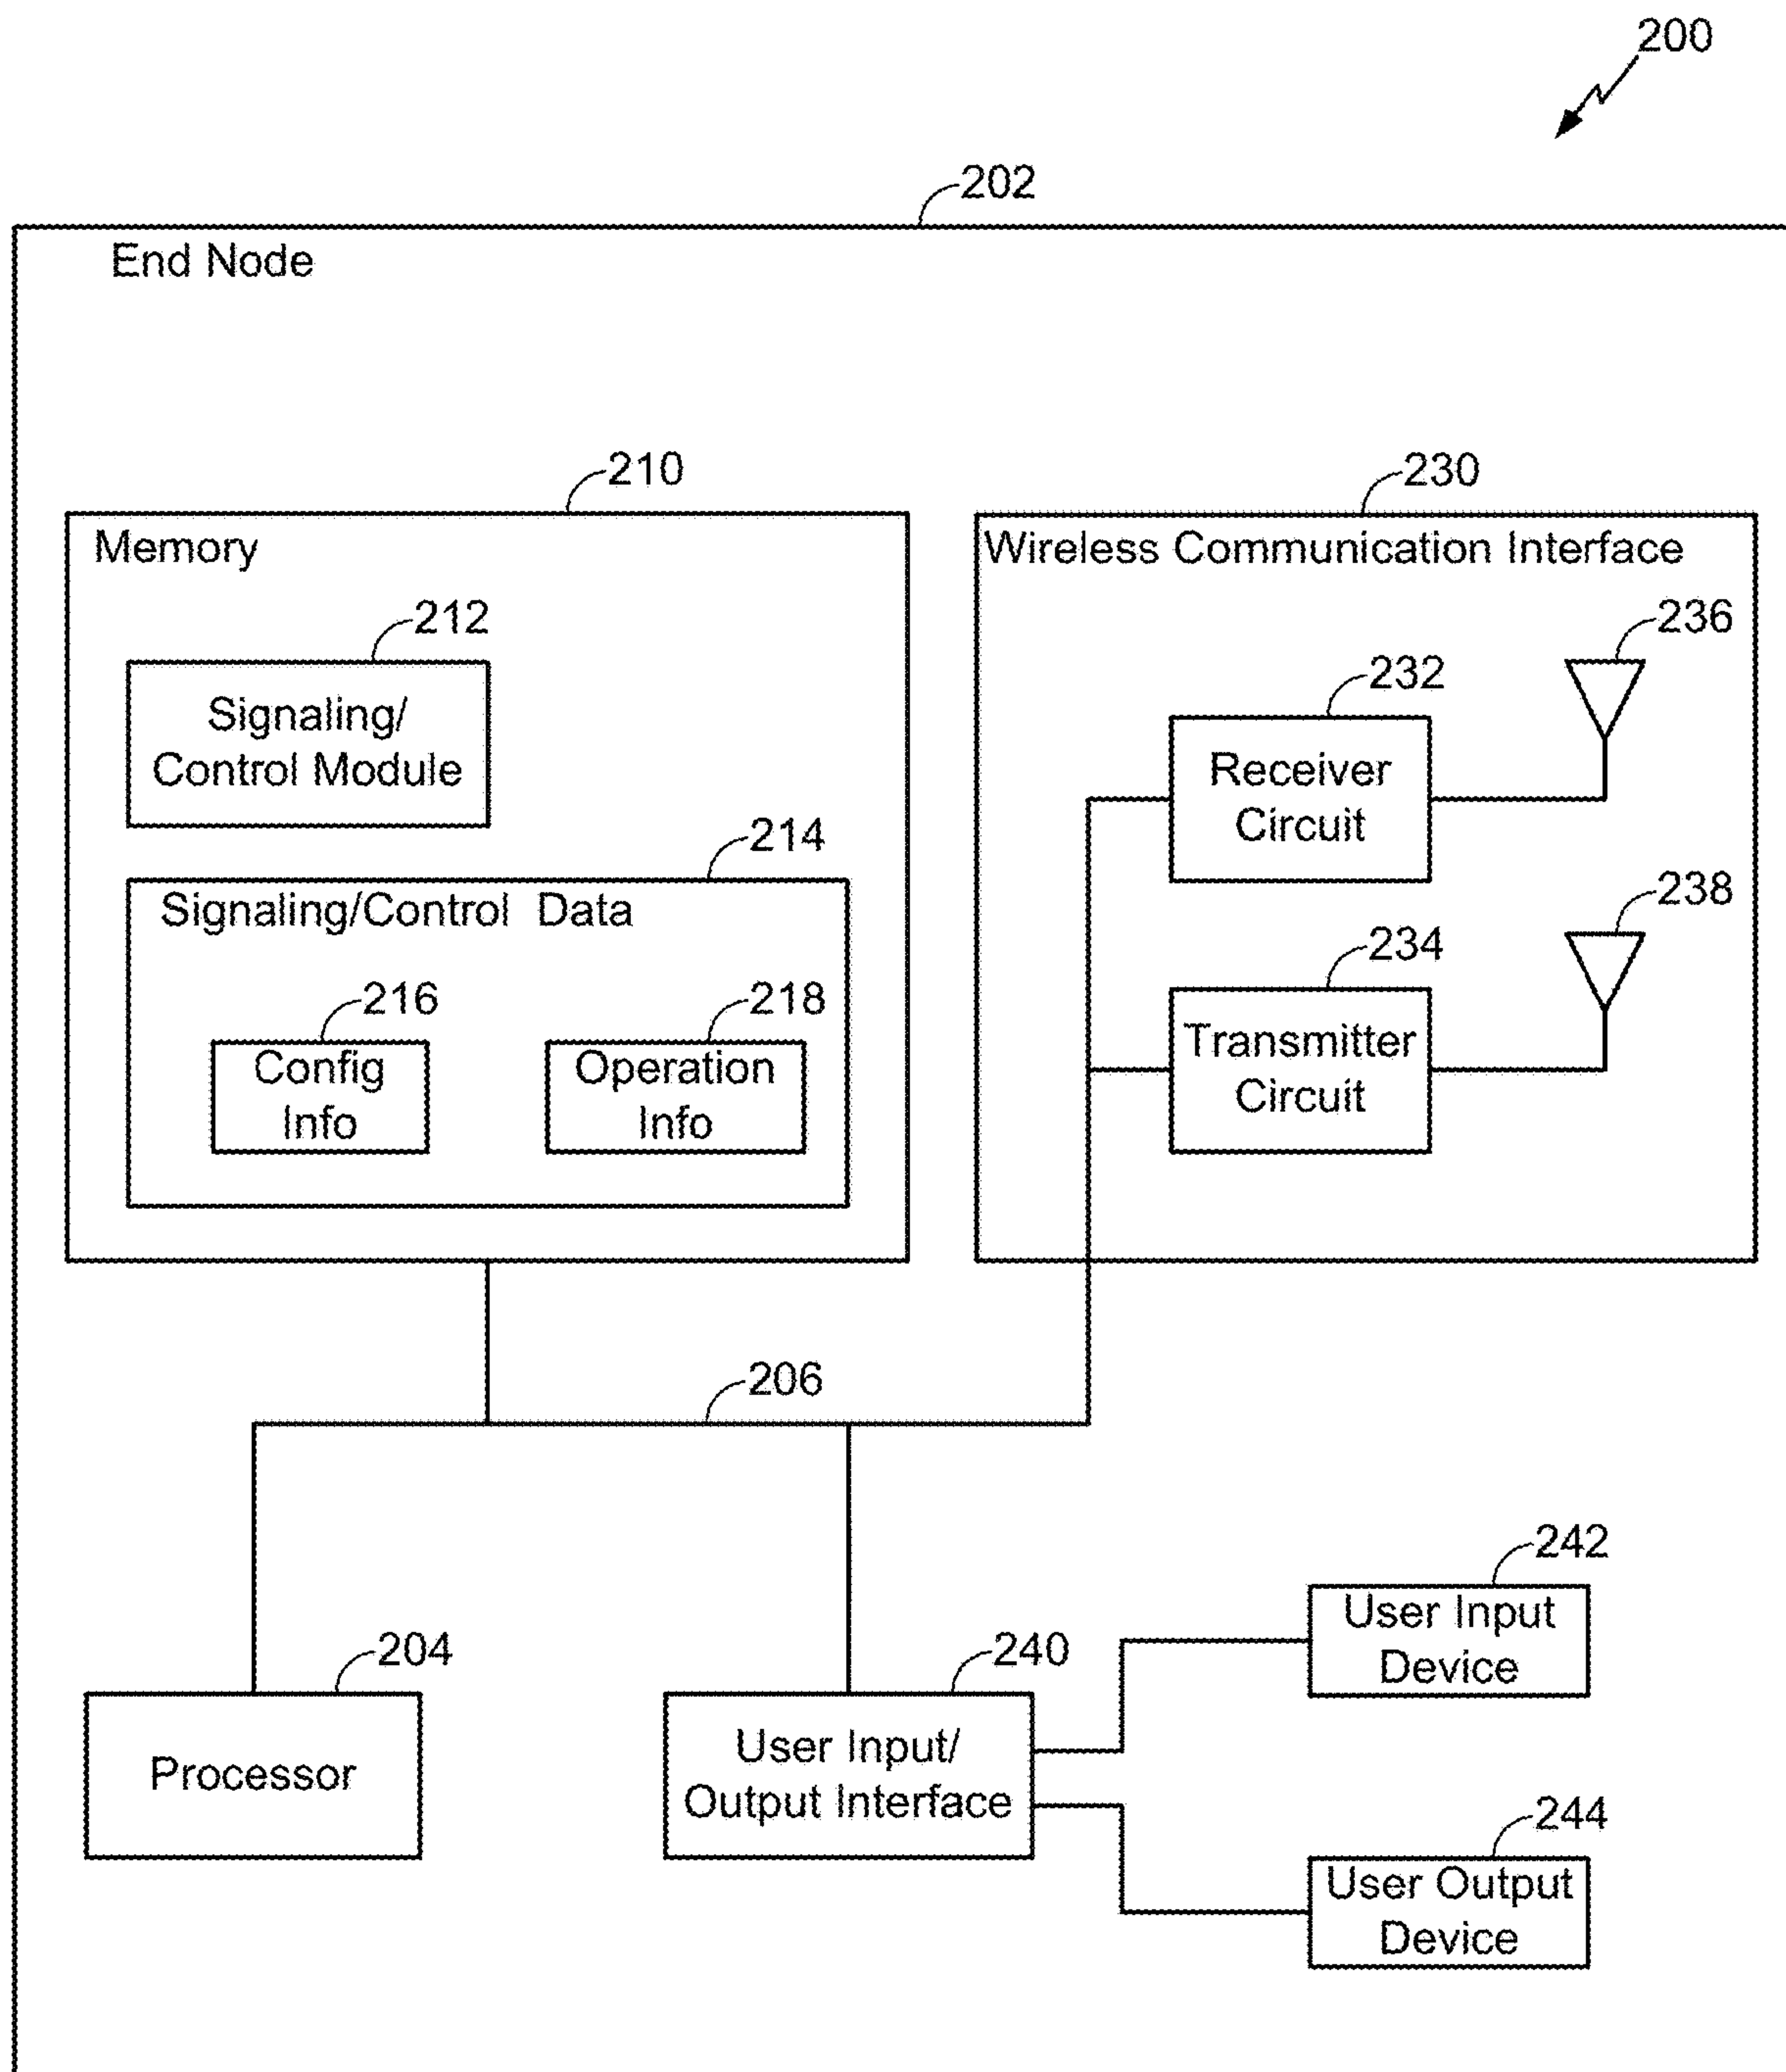 200
202
End Node
210
230
Memory
Wireless Communication Interface
212
236
Signaling/
Control Module
232
Receiver
Circuit
214
Signaling/Control Data
238
234
216
218
Config
Info
Operation
Info
Transmitter
Circuit
206
242
User Input
Device
204
240
Processor
User Input/
Output Interface
244
User Output
Device